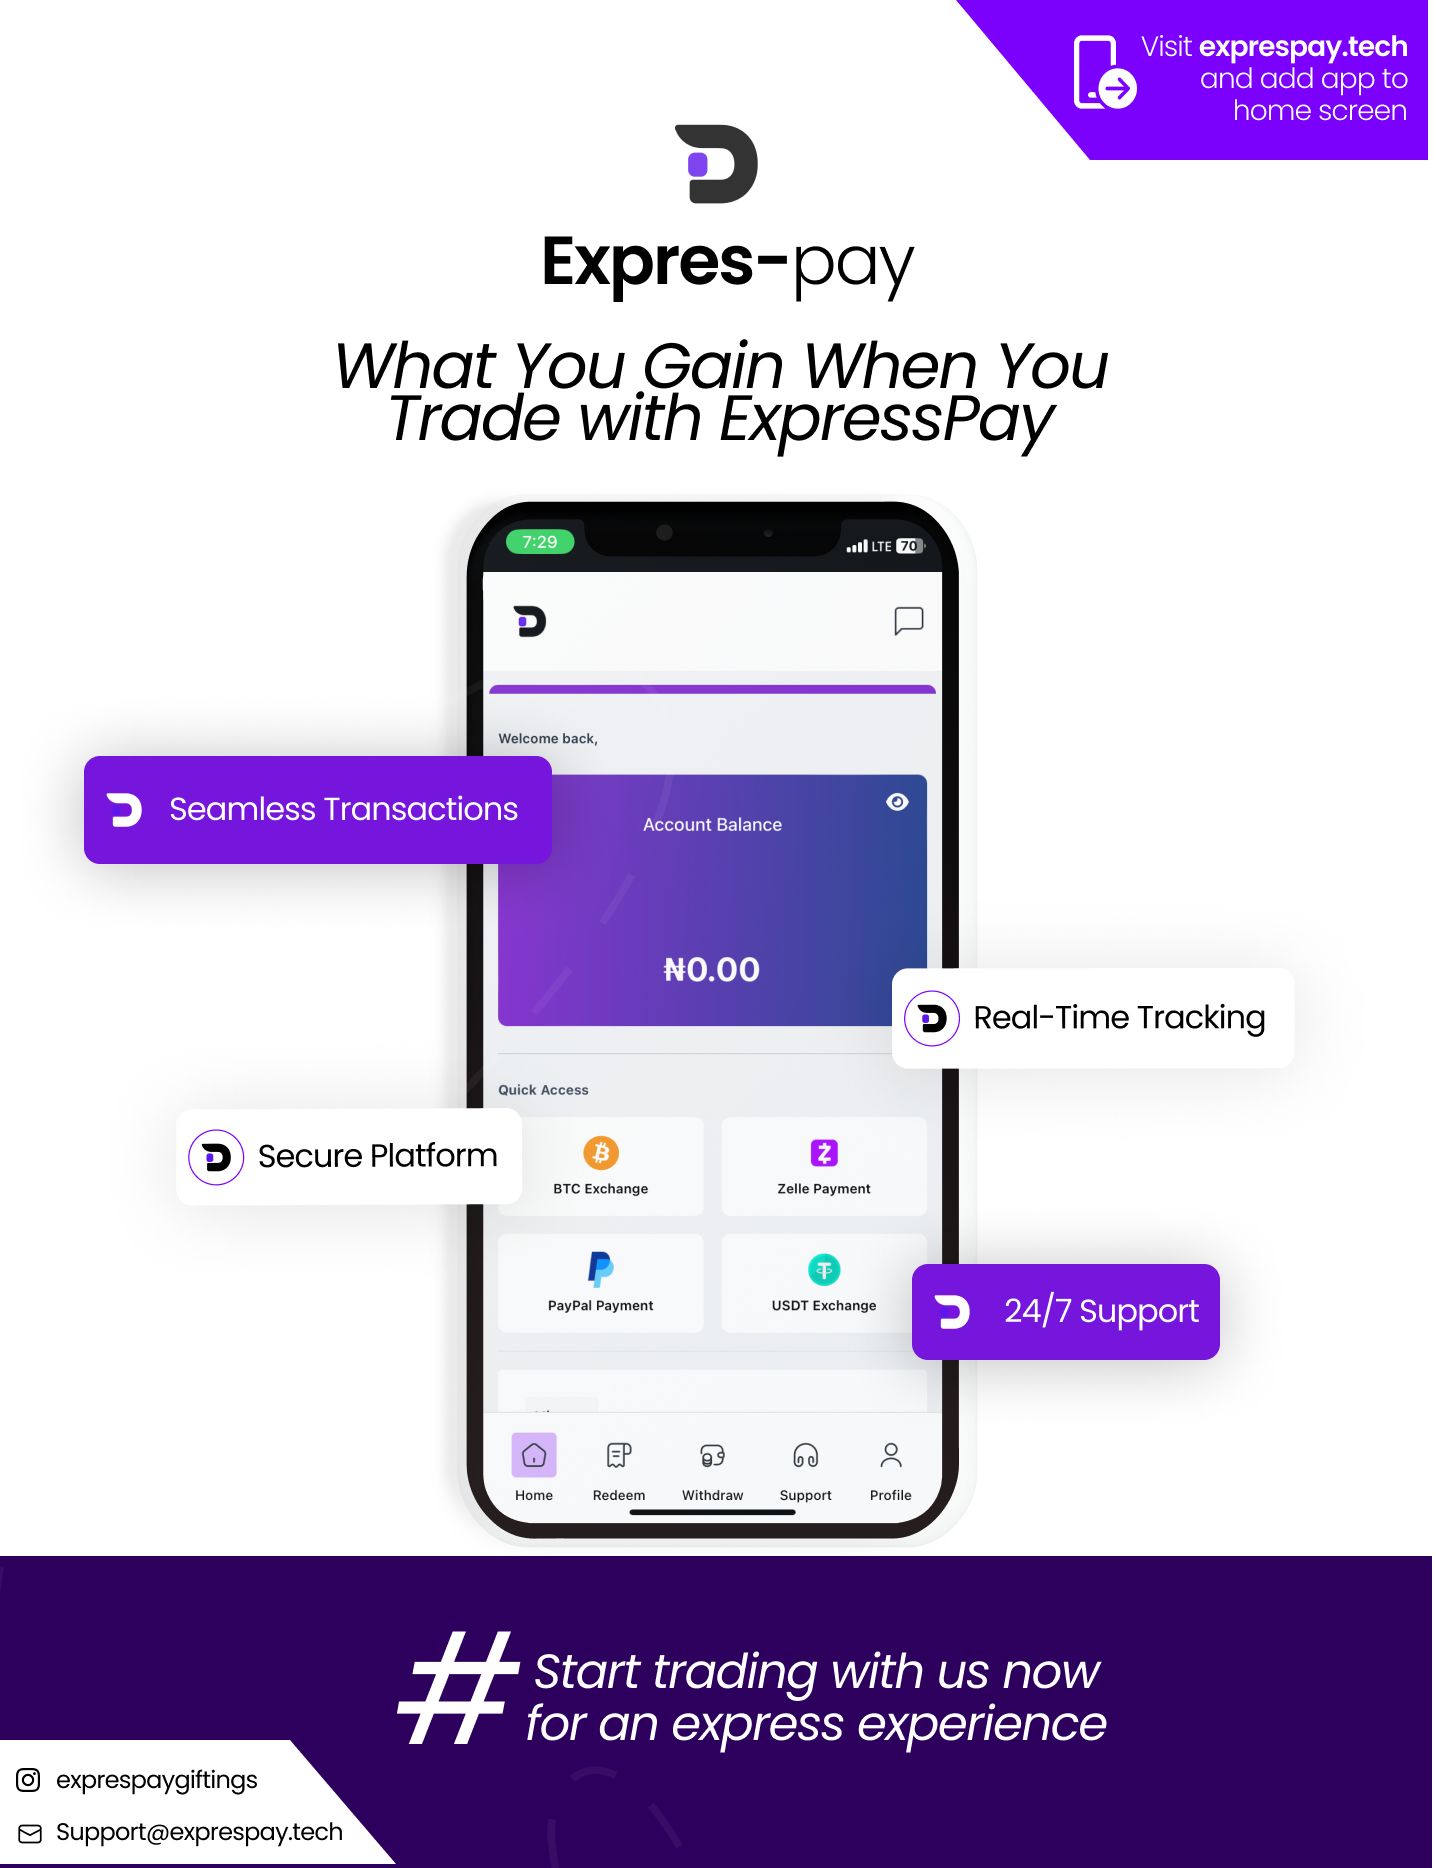 Visit exprespay.tech
and add app to
home screen
Expres-pay
What You Gain When You
Trade with ExpressPay
7:29
LTE 70
Welcome back,
Seamless Transactions
Account Balance
₦0.00
Real-Time Tracking
Quick Access
Secure Platform
BTC Exchange
Zelle Payment
PayPal Payment
USDT Exchange
24/7 Support
Home
Redeem
Withdraw
Support
Profile
# Start trading with us now
for an express experience
exprespaygiftings
Support@exprespay.tech